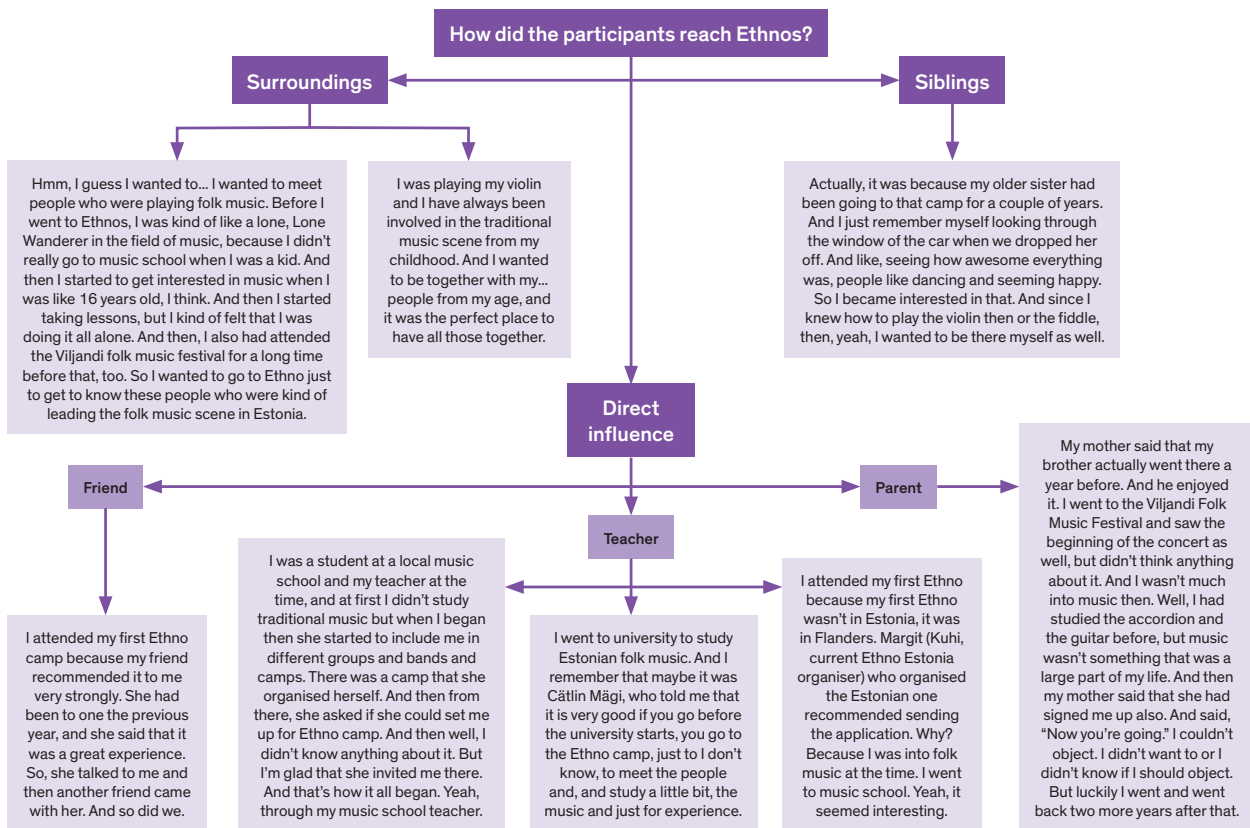 How did the participants reach Ethnos?
Surroundings
Siblings
Hmm, I guess I wanted to... I wanted to meet
people who were playing folk music. Before I
went to Ethnos, I was kind of like a lone, Lone
Wanderer in the field of music, because I didn't
really go to music school when I was a kid. And
then I started to get interested in music when I
was like 16 years old, I think. And then I started
taking lessons, but I kind of felt that I was
doing it all alone. And then, I also had attended
the Viljandi folk music festival for a long time
before that, too. So I wanted to go to Ethno just
to get to know these people who were kind of
leading the folk music scene in Estonia.
I was playing my violin
and I have always been
involved in the traditional
music scene from my
childhood. And I wanted
to be together with my...
people from my age, and
it was the perfect place to
have all those together.
Actually, it was because my older sister had
been going to that camp for a couple of years.
And I just remember myself looking through
the window of the car when we dropped her
off. And like, seeing how awesome everything
was, people like dancing and seeming happy.
So I became interested in that. And since I
knew how to play the violin then or the fiddle,
then, yeah, I wanted to be there myself as well.
Direct
influence
Friend
Teacher
Parent
I attended my first Ethno
camp because my friend
recommended it to me
very strongly. She had
been to one the previous
year, and she said that it
was a great experience.
So, she talked to me and
then another friend came
with her. And so did we.
I was a student at a local music
school and my teacher at the
time, and at first I didn't study
traditional music but when I began
then she started to include me in
different groups and bands and
camps. There was a camp that she
organised herself. And then from
there, she asked if she could set me
up for Ethno camp. And then well, I
didn't know anything about it. But
I'm glad that she invited me there.
And that's how it all began. Yeah,
through my music school teacher.
I went to university to study
Estonian folk music. And I
remember that maybe it was
Cätlin Mägi, who told me that
it is very good if you go before
the university starts, you go to
the Ethno camp, just to I don't
know, to meet the people
and, and study a little bit, the
music and just for experience.
I attended my first Ethno
because my first Ethno
wasn't in Estonia, it was
in Flanders. Margit (Kuhi,
current Ethno Estonia
organiser) who organised
the Estonian one
recommended sending
the application. Why?
Because I was into folk
music at the time. I went
to music school. Yeah, it
seemed interesting.
My mother said that my
brother actually went there a
year before. And he enjoyed
it. I went to the Viljandi Folk
Music Festival and saw the
beginning of the concert as
well, but didn't think anything
about it. And I wasn't much
into music then. Well, I had
studied the accordion and
the guitar before, but music
wasn't something that was a
large part of my life. And then
my mother said that she had
signed me up also. And said,
“Now you're going.” I couldn't
object. I didn't want to or I
didn't know if I should object.
But luckily I went and went
back two more years after that.